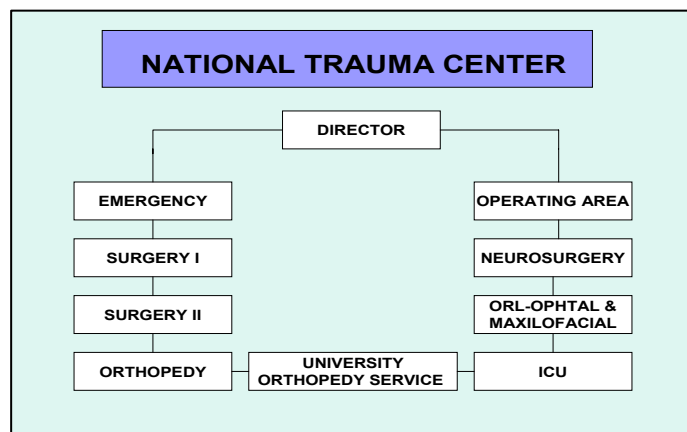 NATIONAL TRAUMA CENTER
DIRECTOR
EMERGENCY
OPERATING AREA
SURGERY I
NEUROSURGERY
SURGERY II
ORL-OPHTAL &
MAXILOFACIAL
ORTHOPEDY
UNIVERSITY
ORTHOPEDY SERVICE
ICU